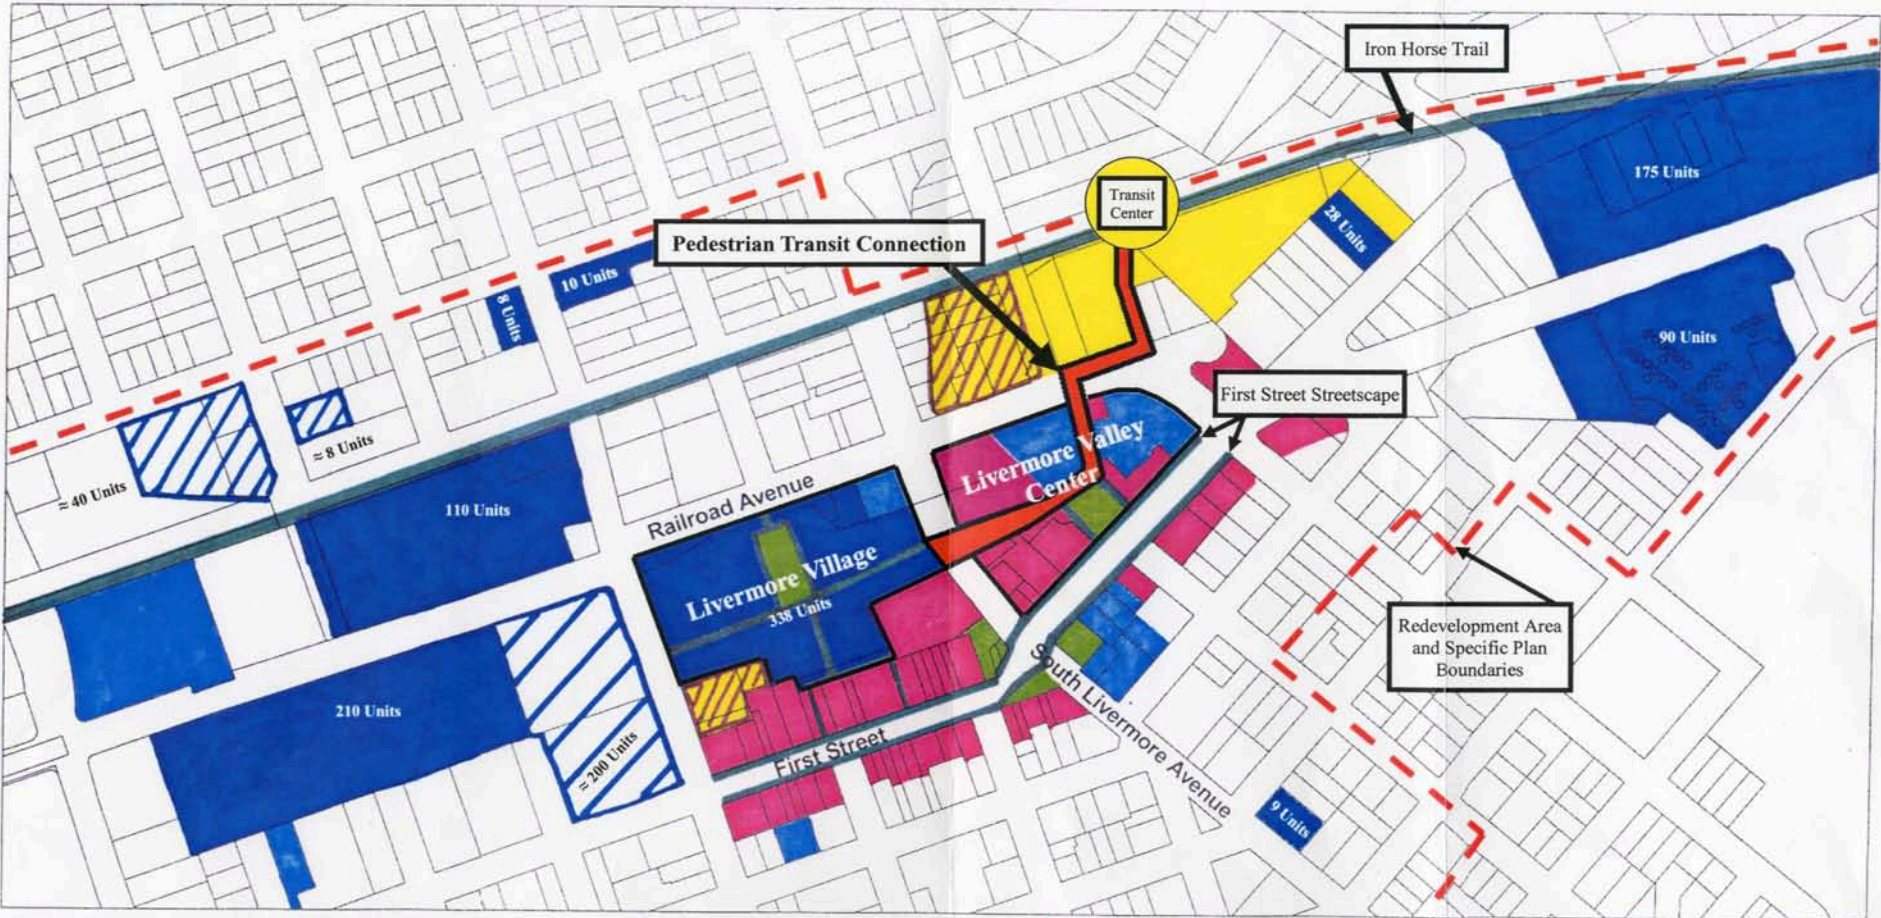 Iron Horse Trail
175 Units
Transit
Center
28 Units
Pedestrian Transit Connection
10 Units
8 Units
90 Units
First Street Streetscape
≈ 8 Units
≈ 40 Units
110 Units
Railroad Avenue
Livermore Valley
Center
Livermore Village
338 Units
Redevelopment Area
and Specific Plan
Boundaries
South Livermore Avenue
210 Units
≈ 200 Units
First Street
9 Units